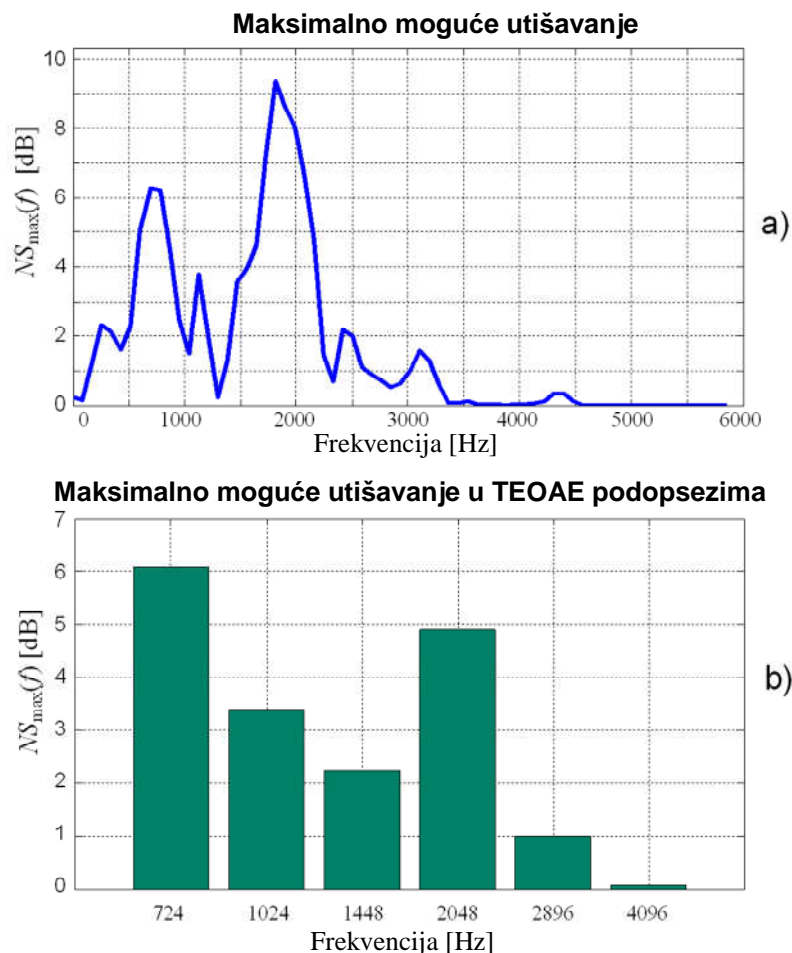 Maksimalno moguće utišavanje
10
8
6
4
2
0
NSmax(f) [dB]
a)
0 1000 2000 3000 4000 5000 6000
Frekvencija [Hz]
Maksimalno moguće utišavanje u TEOAE podopsezima
7
6
5
4
3
2
1
0
NSmax(f) [dB]
b)
724 1024 1448 2048 2896 4096
Frekvencija [Hz]